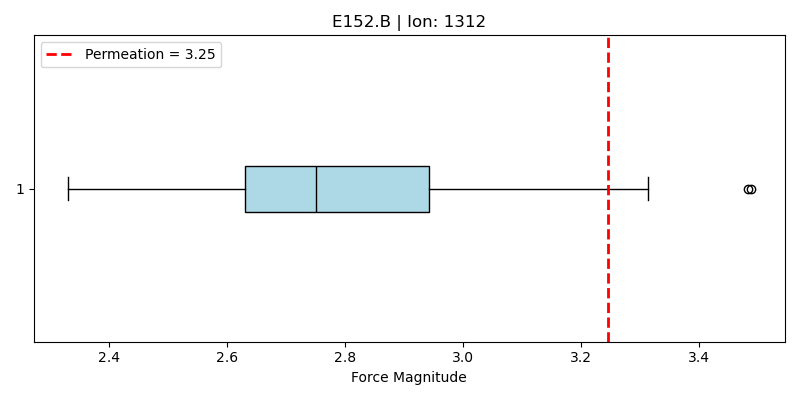 E152.B | Ion: 1312
Permeation = 3.25
1
2.4 2.6 2.8 3.0 3.2 3.4
Force Magnitude